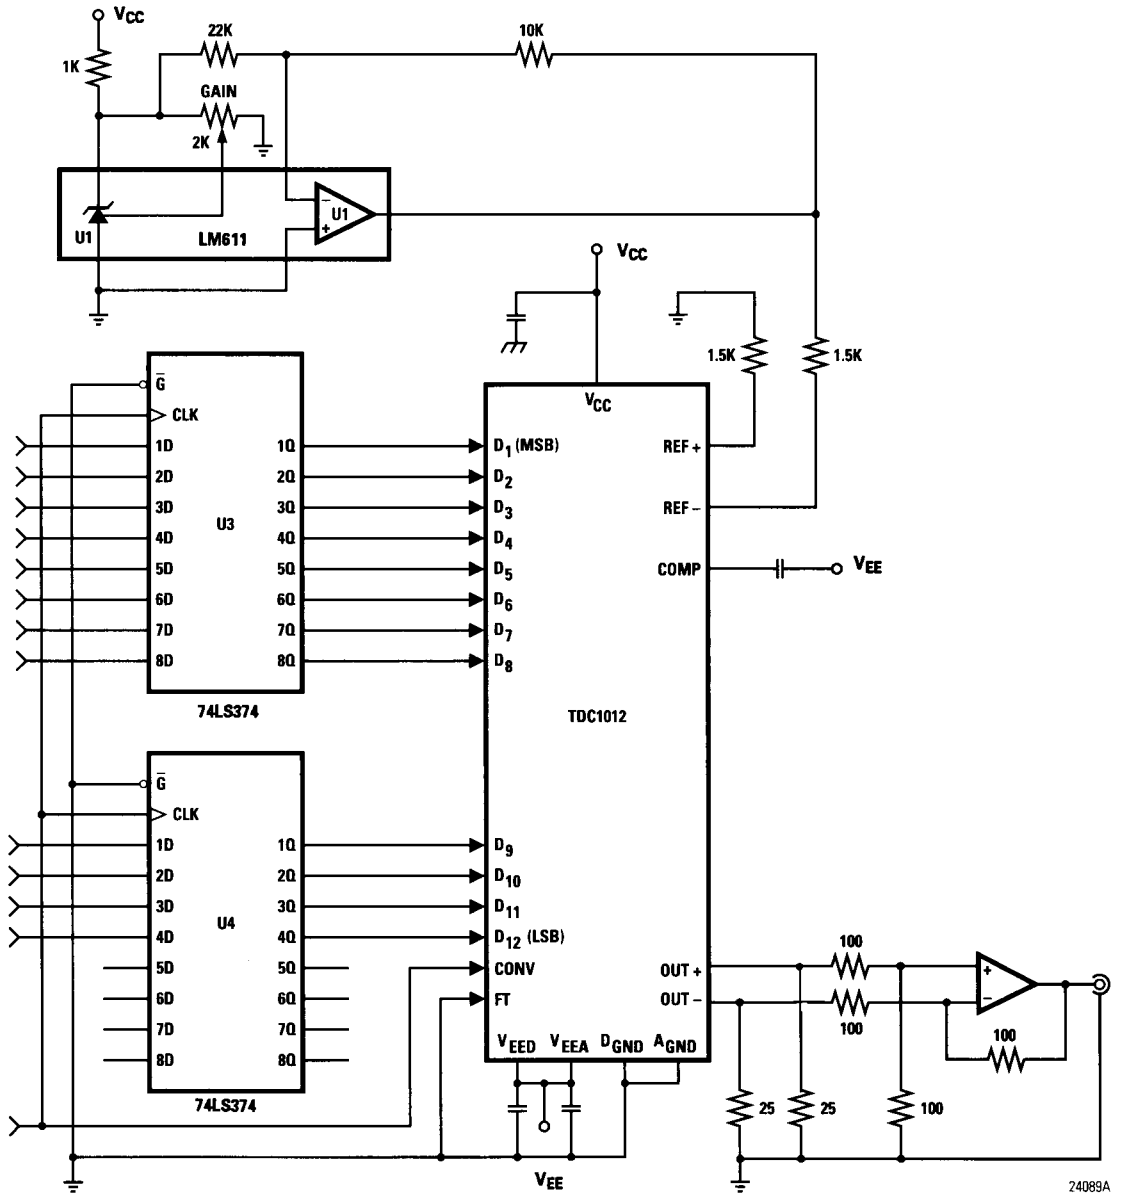 VCC
22K
10K
1K
GAIN
2K
U1
U1
LM611
VCC
1.5K
1.5K
G̅
CLK
1D
2D
3D
4D
5D
6D
7D
8D
U3
1Q
2Q
3Q
4Q
5Q
6Q
7Q
8Q
74LS374
VCC
D1 (MSB)
D2
D3
D4
D5
D6
D7
D8
REF+
REF−
COMP
VEE
TDC1012
G̅
CLK
1D
2D
3D
4D
5D
6D
7D
8D
U4
1Q
2Q
3Q
4Q
5Q
6Q
7Q
8Q
74LS374
D9
D10
D11
D12 (LSB)
CONV
FT
VEED
VEEA
DGND
AGND
OUT+
OUT−
100
100
100
25
25
100
VEE
24089A